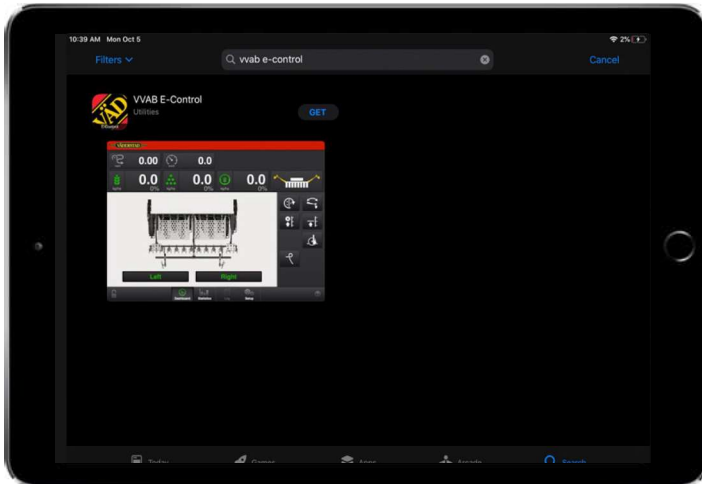 10:39 AM Mon Oct 5
2%
Filters
vvab e-control
Cancel
VVAB E-Control
Utilities
GET
VÄD
0.00
0.0
0.0
0.0
0.0
0%
0%
0%
Left
Right
Today
Games
Apps
Arcade
Search